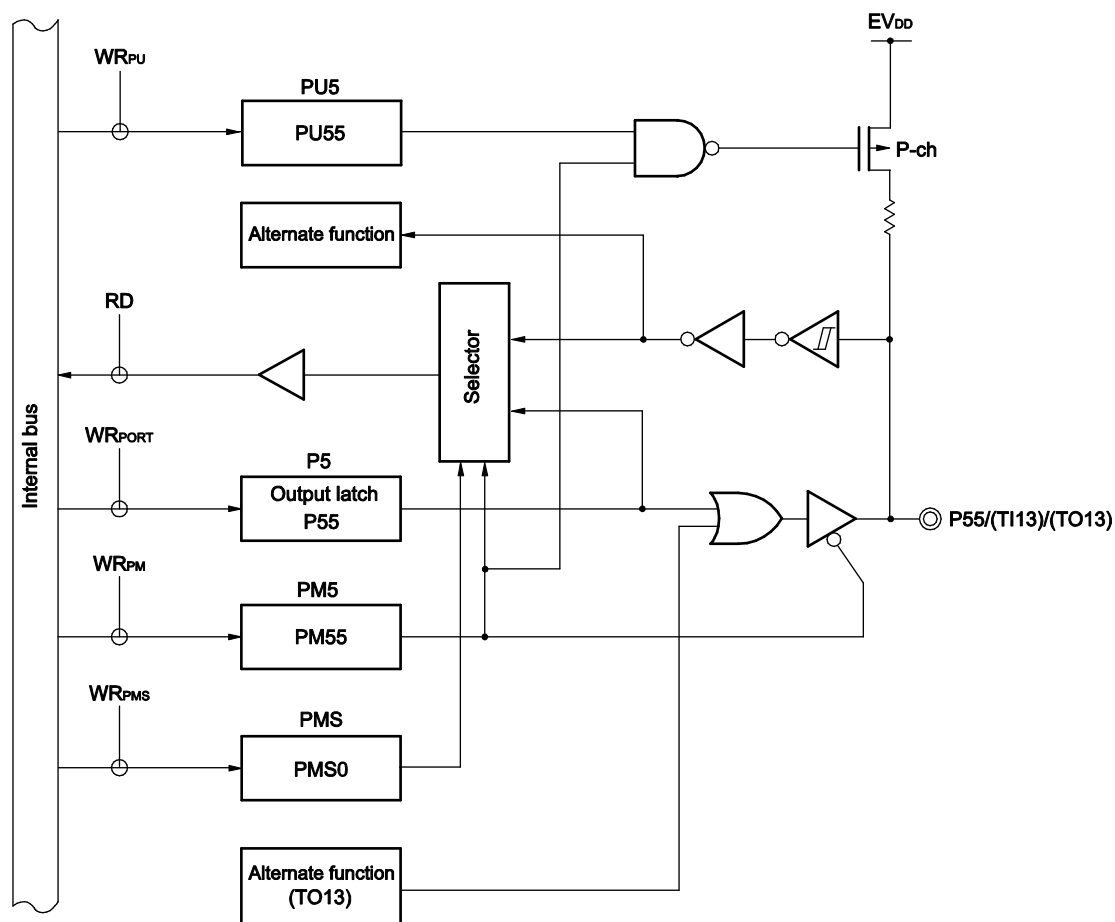 EVDD
WRPU
PU5
PU55
P-ch
Alternate function
RD
Selector
Internal bus
WRPORT
P5
Output latch
P55
P55/(TI13)/(TO13)
WRPM
PM5
PM55
WRPMS
PMS
PMS0
Alternate function
(TO13)